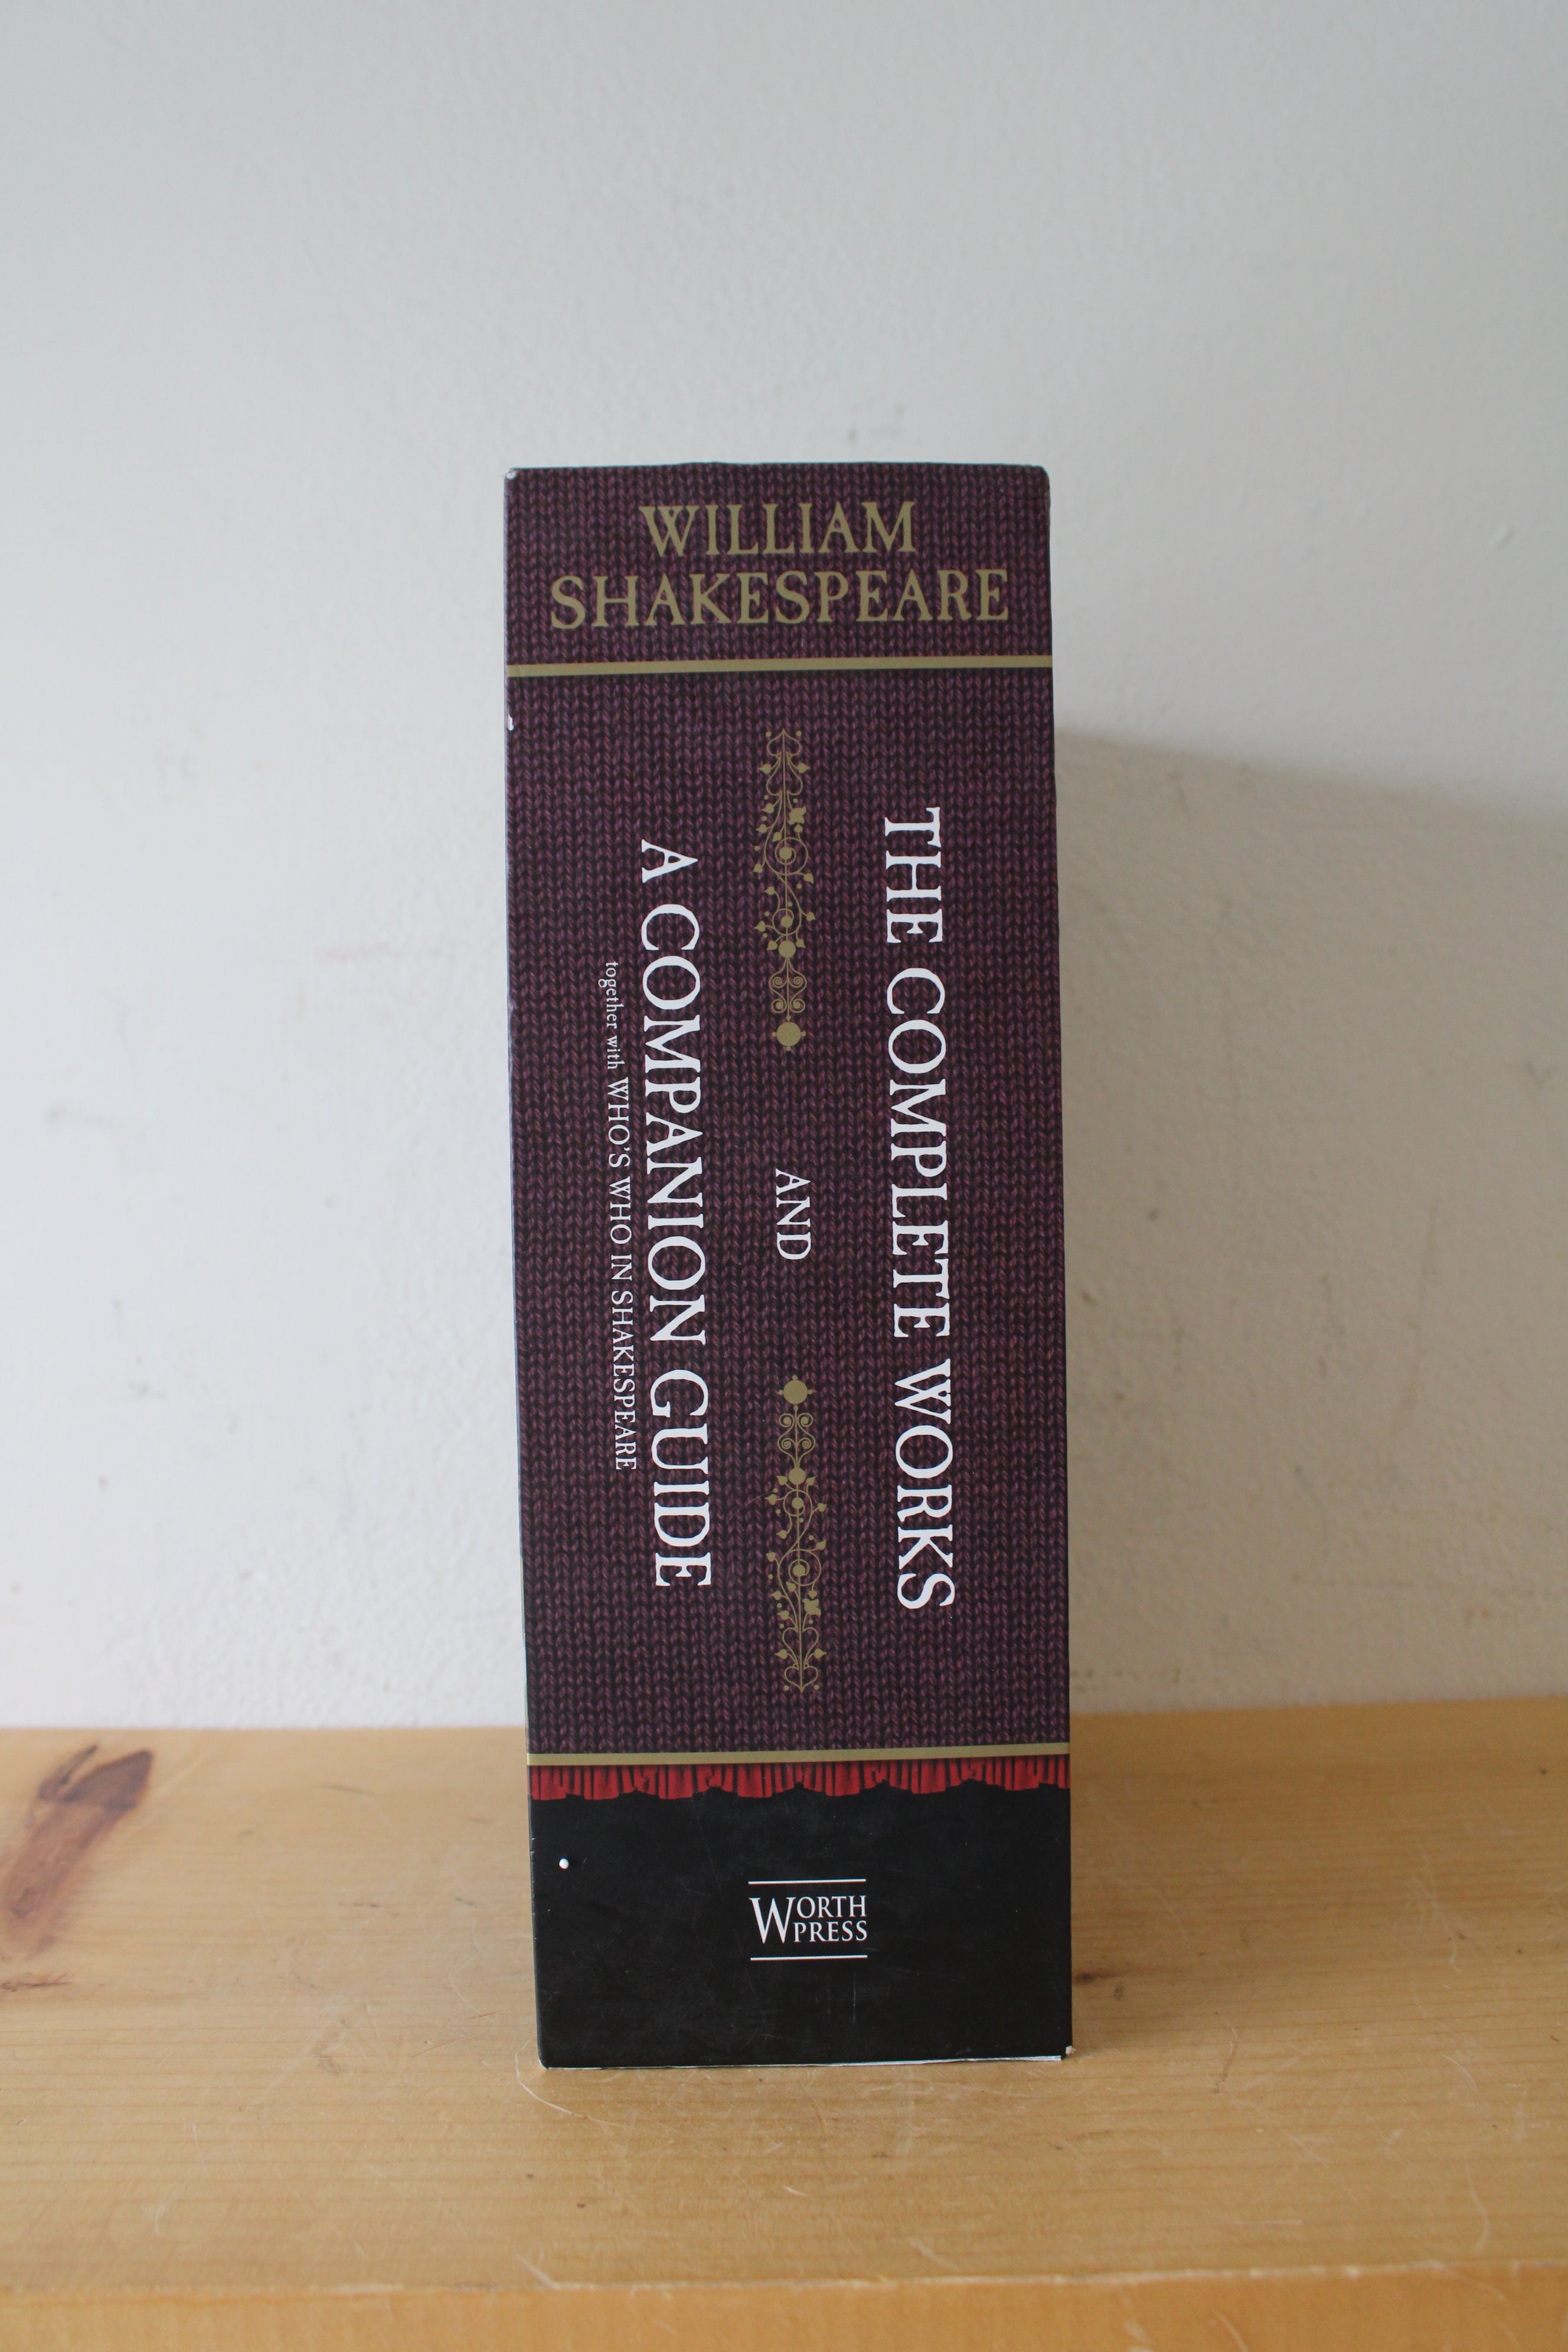 WILLIAM
SHAKESPEARE
THE COMPLETE WORKS
AND
A COMPANION GUIDE
together with WHO'S WHO IN SHAKESPEARE
WORTH
PRESS